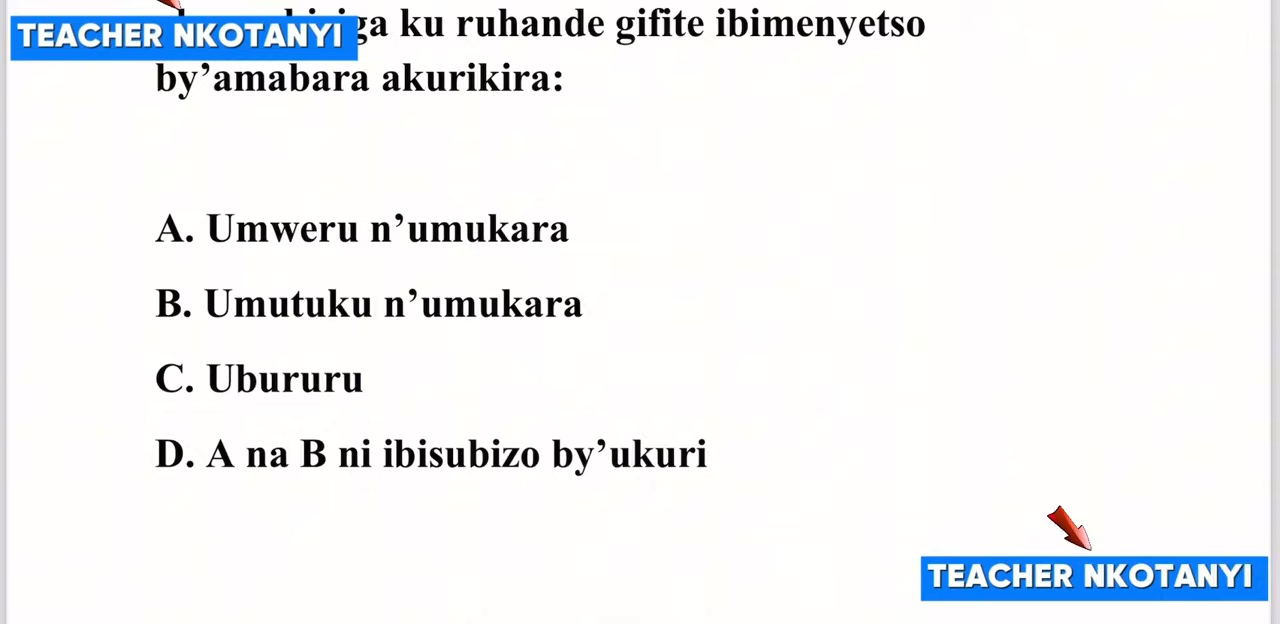 ku ruhande gifite ibimenyetso
TEACHER NKOTANYI
by’amabara akurikira:
A. Umweru n’umukara
B. Umutuku n’umukara
C. Ubururu
D. A na B ni ibisubizo by’ukuri
TEACHER NKOTANYI